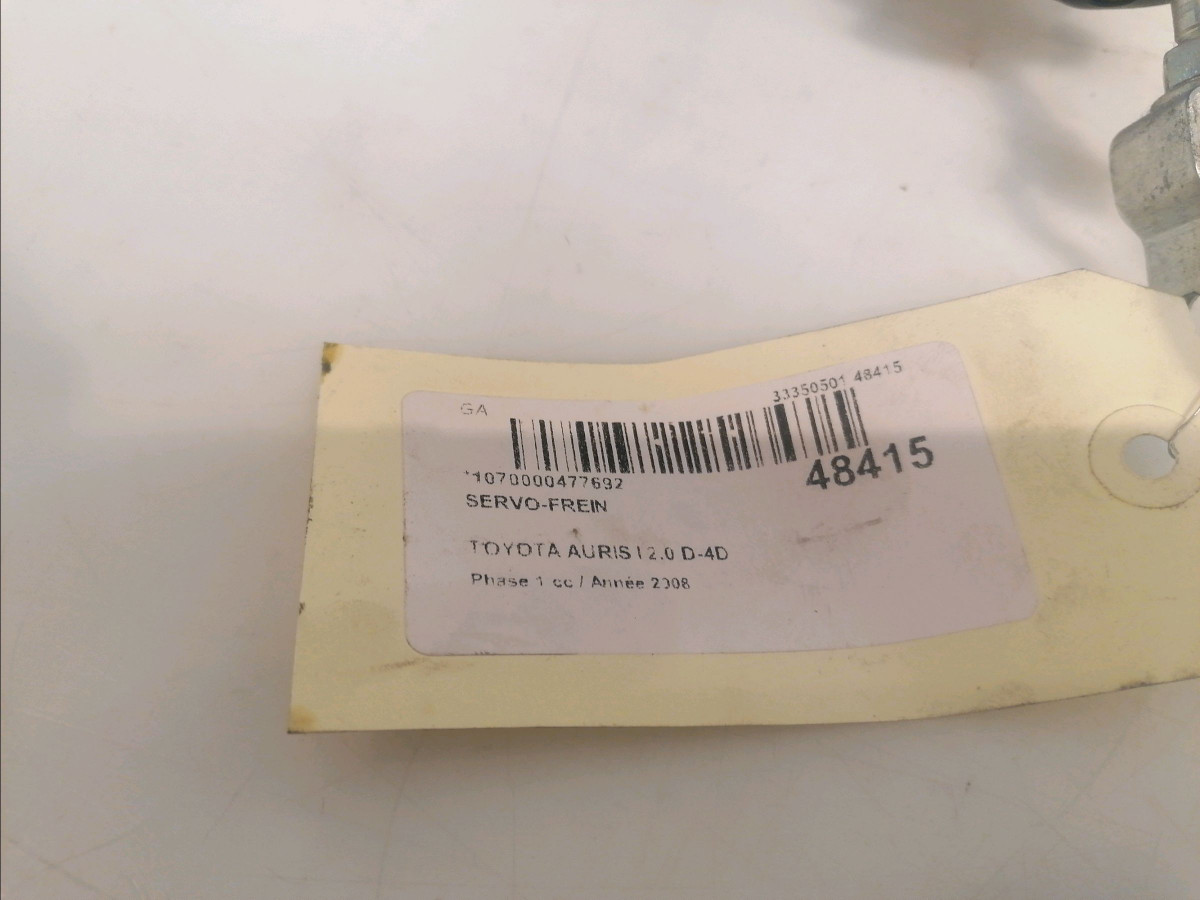 GA
33350501 48415
*1070000477692
48415
SERVO-FREIN
TOYOTA AURIS I 2.0 D-4D
Phase 1 cc / Année 2008